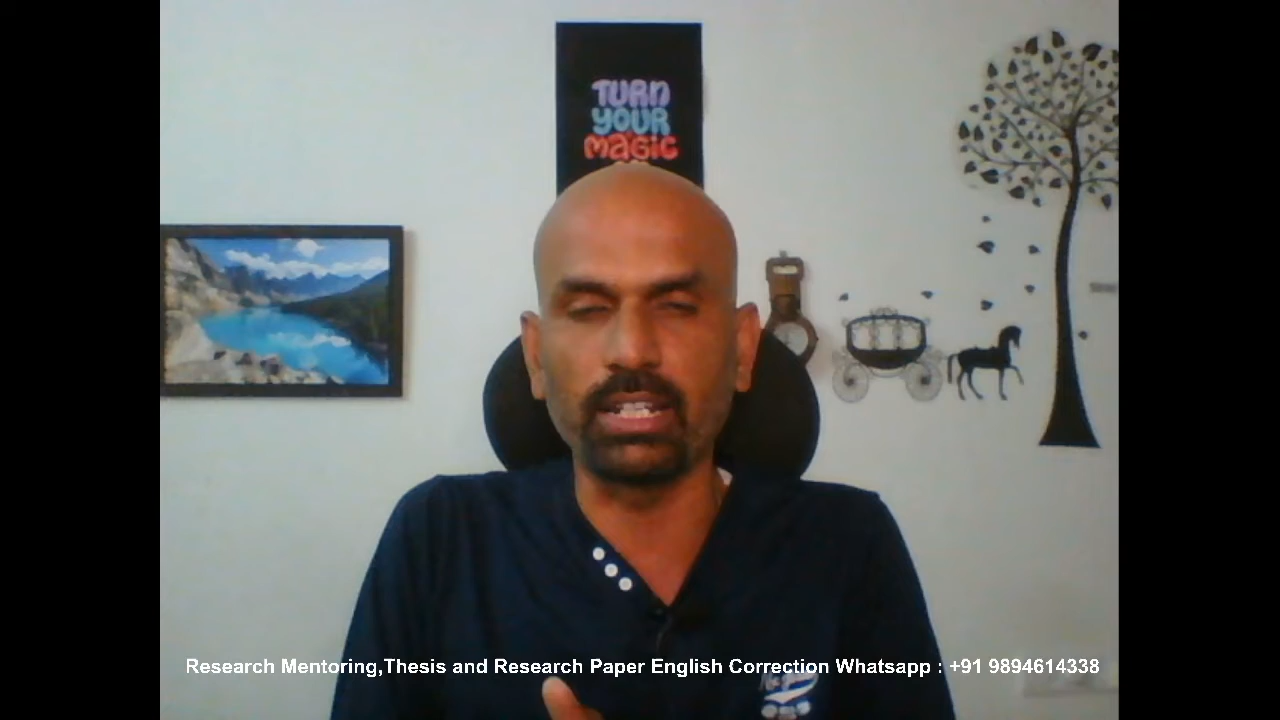 TURN
YOUR
MAGIC
Research Mentoring,Thesis and Research Paper English Correction Whatsapp : +91 9894614338